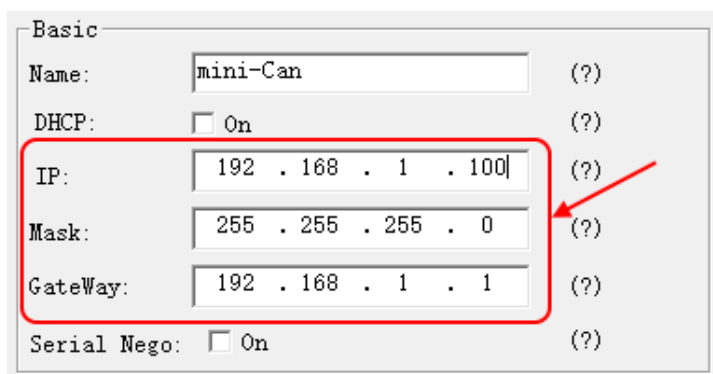 Basic
Name: mini-Can (?)
DHCP: On (?)
IP: 192 . 168 . 1 . 100 (?)
Mask: 255 . 255 . 255 . 0 (?)
GateWay: 192 . 168 . 1 . 1 (?)
Serial Nego: On (?)